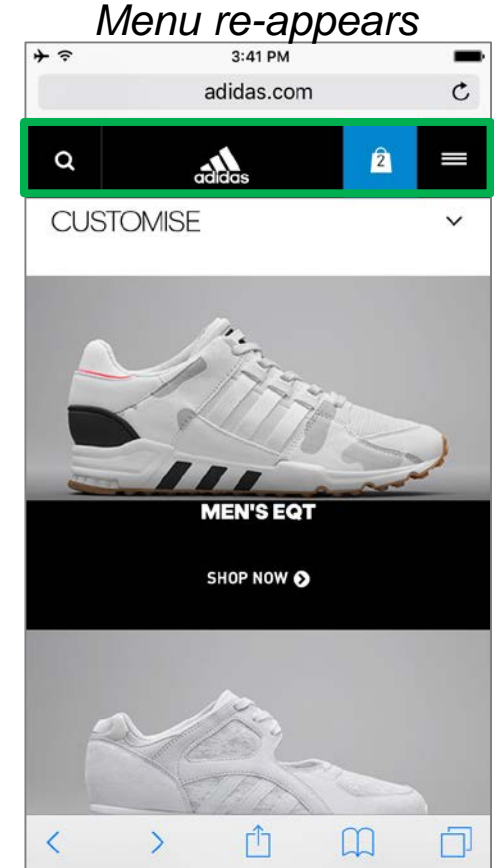 Menu re-appears
3:41 PM
adidas.com
adidas
2
CUSTOMISE
MEN'S EQT
SHOP NOW